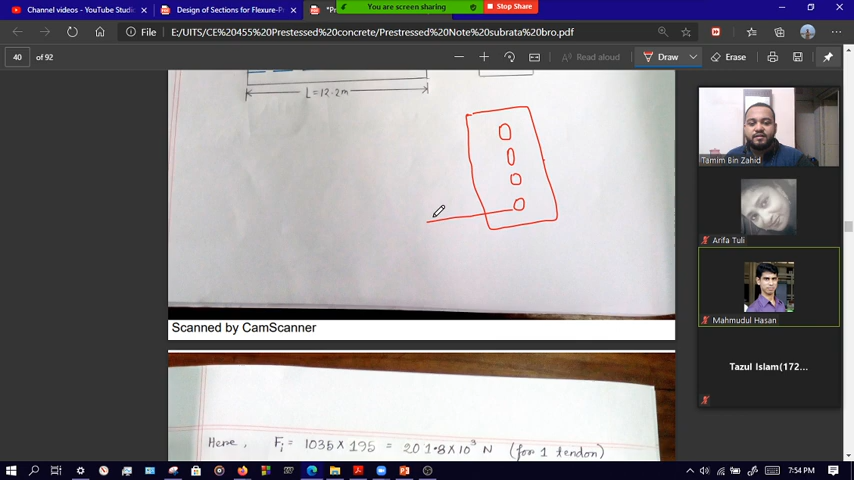 Channel videos - YouTube Studio
Design of Sections for Flexure-Pr
You are screen sharing
Stop Share
File
E:/UITS/CE%20455%20Prestessed%20concrete/Prestressed%20Note%20subrata%20bro.pdf
40 of 92
Read aloud
Draw
Erase
L=12.2m
Scanned by CamScanner
Here, Fi = 1035 × 195 = 201.8 × 10³ N (for 1 tendon)
Tamim Bin Zahid
Arifa Tuli
Mahmudul Hasan
Tazul Islam(172...
7:54 PM